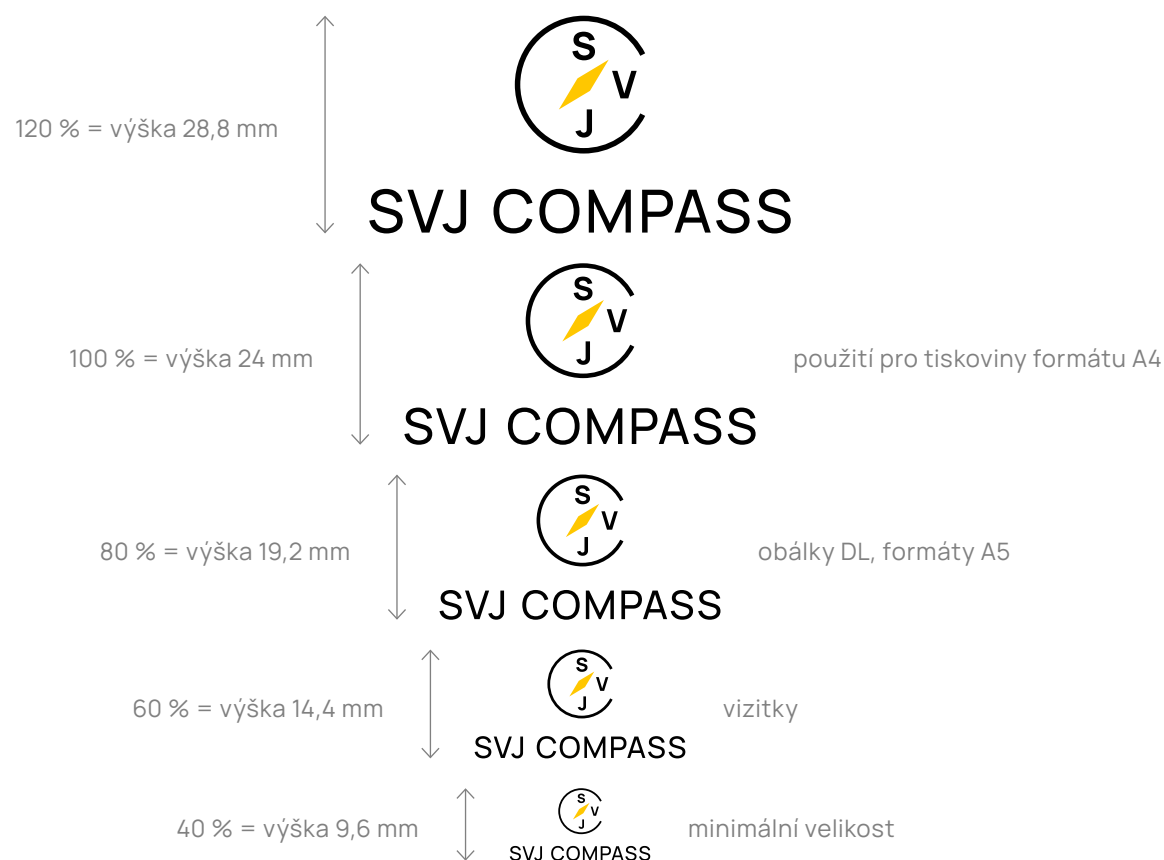 S
V
J
120 % = výška 28,8 mm
SVJ COMPASS
S
V
J
100 % = výška 24 mm
použití pro tiskoviny formátu A4
SVJ COMPASS
S
V
J
80 % = výška 19,2 mm
obálky DL, formáty A5
SVJ COMPASS
S
V
J
60 % = výška 14,4 mm
vizitky
SVJ COMPASS
S
V
J
40 % = výška 9,6 mm
minimální velikost
SVJ COMPASS